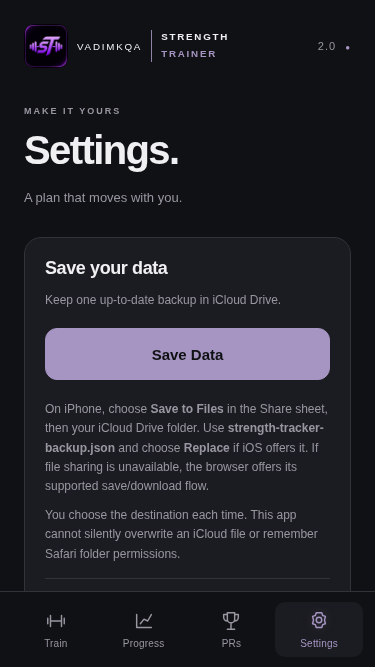 ST
VADIMKQA
STRENGTH
TRAINER
2.0
MAKE IT YOURS
Settings.
A plan that moves with you.
Save your data
Keep one up-to-date backup in iCloud Drive.
Save Data
On iPhone, choose Save to Files in the Share sheet,
then your iCloud Drive folder. Use strength-tracker-
backup.json and choose Replace if iOS offers it. If
file sharing is unavailable, the browser offers its
supported save/download flow.
You choose the destination each time. This app
cannot silently overwrite an iCloud file or remember
Safari folder permissions.
Train
Progress
PRs
Settings